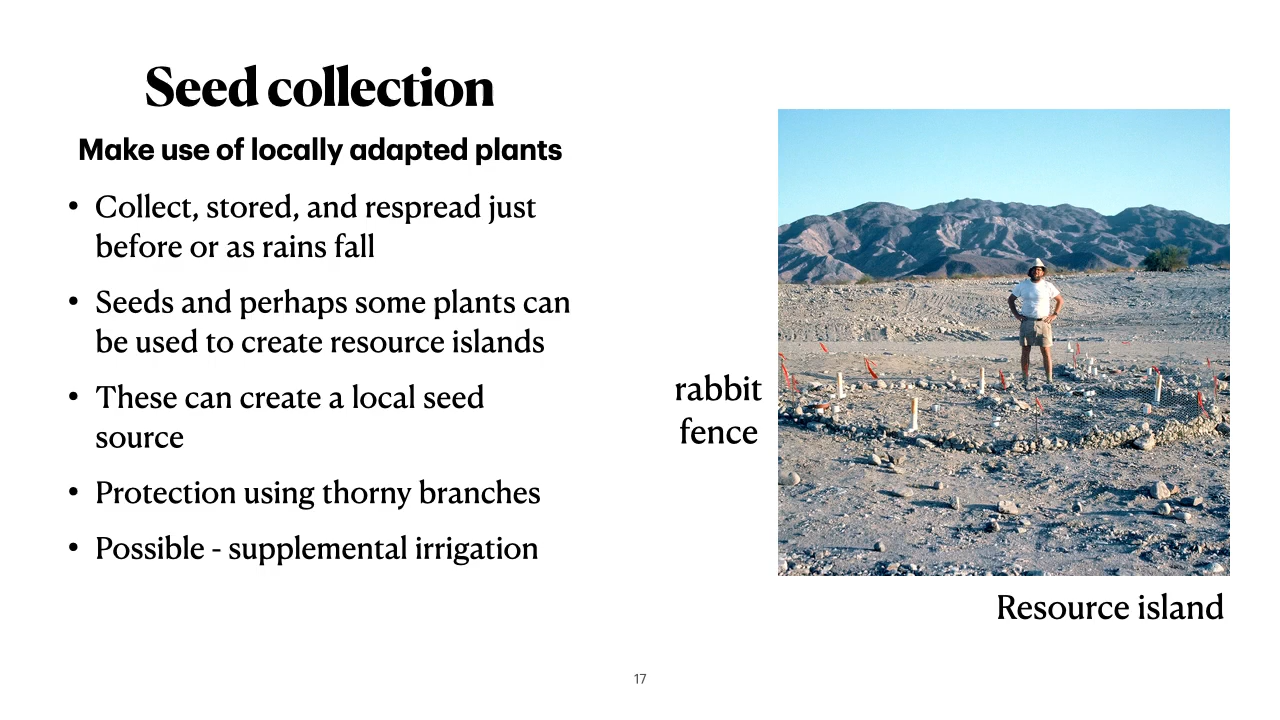 Seed collection
Make use of locally adapted plants
• Collect, stored, and respread just
before or as rains fall
• Seeds and perhaps some plants can
be used to create resource islands
• These can create a local seed
source
• Protection using thorny branches
• Possible - supplemental irrigation
rabbit
fence
Resource island
17